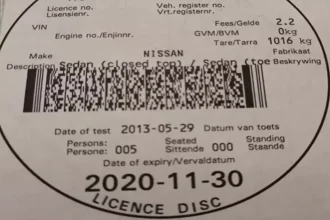 Licence no. Veh. register no.
Lisensienr. Vrt.registernr.
VIN Fees/Gelde 2.2
Engine no./Enjinnr. GVM/BVM 0kg
Tare/Tarra 1016 kg
Make NISSAN Fabrikaat
Description Sedan (closed top) / Sedan (toe Beskrywing
Date of test 2013-05-29 Datum van toets
Persons: 005 Seated 000 Standing
Persone: Sittende Staande
Date of expiry/Vervaldatum
2020-11-30
LICENCE DISC